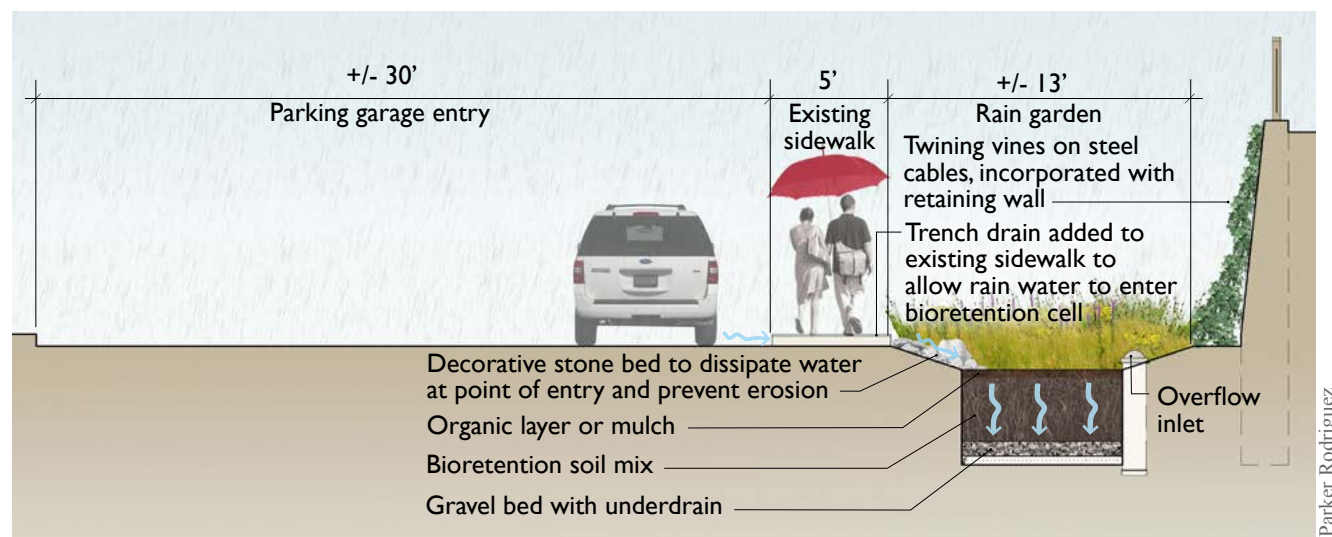 +/- 30’
Parking garage entry
5’
Existing
sidewalk
+/- 13’
Rain garden
Twining vines on steel
cables, incorporated with
retaining wall
Trench drain added to
existing sidewalk to
allow rain water to enter
bioretention cell
Decorative stone bed to dissipate water
at point of entry and prevent erosion
Organic layer or mulch
Bioretention soil mix
Gravel bed with underdrain
Overflow
inlet
Parker Rodriguez